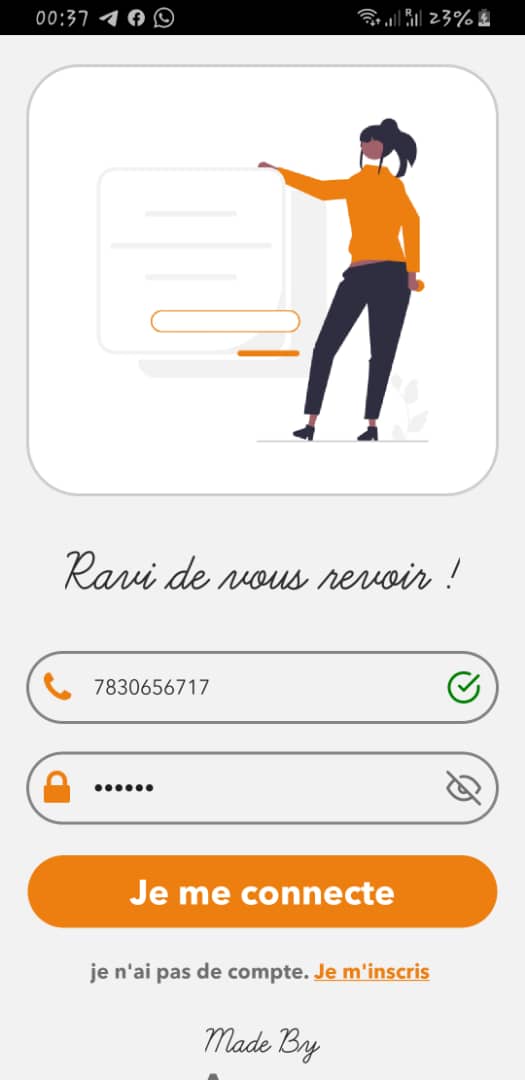 00:37
23%
Ravi de vous revoir !
7830656717
••••••
Je me connecte
je n'ai pas de compte. Je m'inscris
Made By